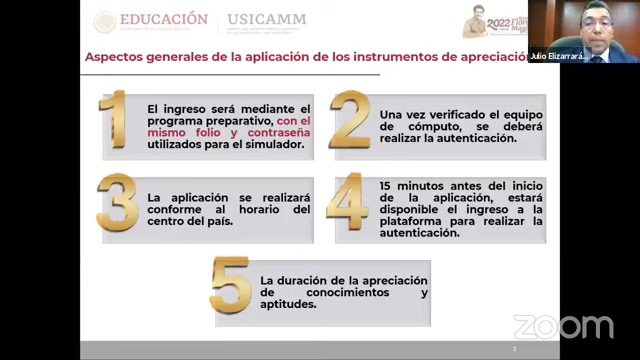 EDUCACIÓN
USICAMM
2022
Aspectos generales de la aplicación de los instrumentos de apreciación
Julio Elizarrará
1
El ingreso será mediante el
programa preparativo, con el
mismo folio y contraseña
utilizados para el simulador.
2
Una vez verificado el equipo
de cómputo, se deberá
realizar la autenticación.
3
La aplicación se realizará
conforme al horario del
centro del país.
4
15 minutos antes del inicio
de la aplicación, estará
disponible el ingreso a la
plataforma para realizar la
autenticación.
5
La duración de la apreciación
de conocimientos y
aptitudes.
zoom
2